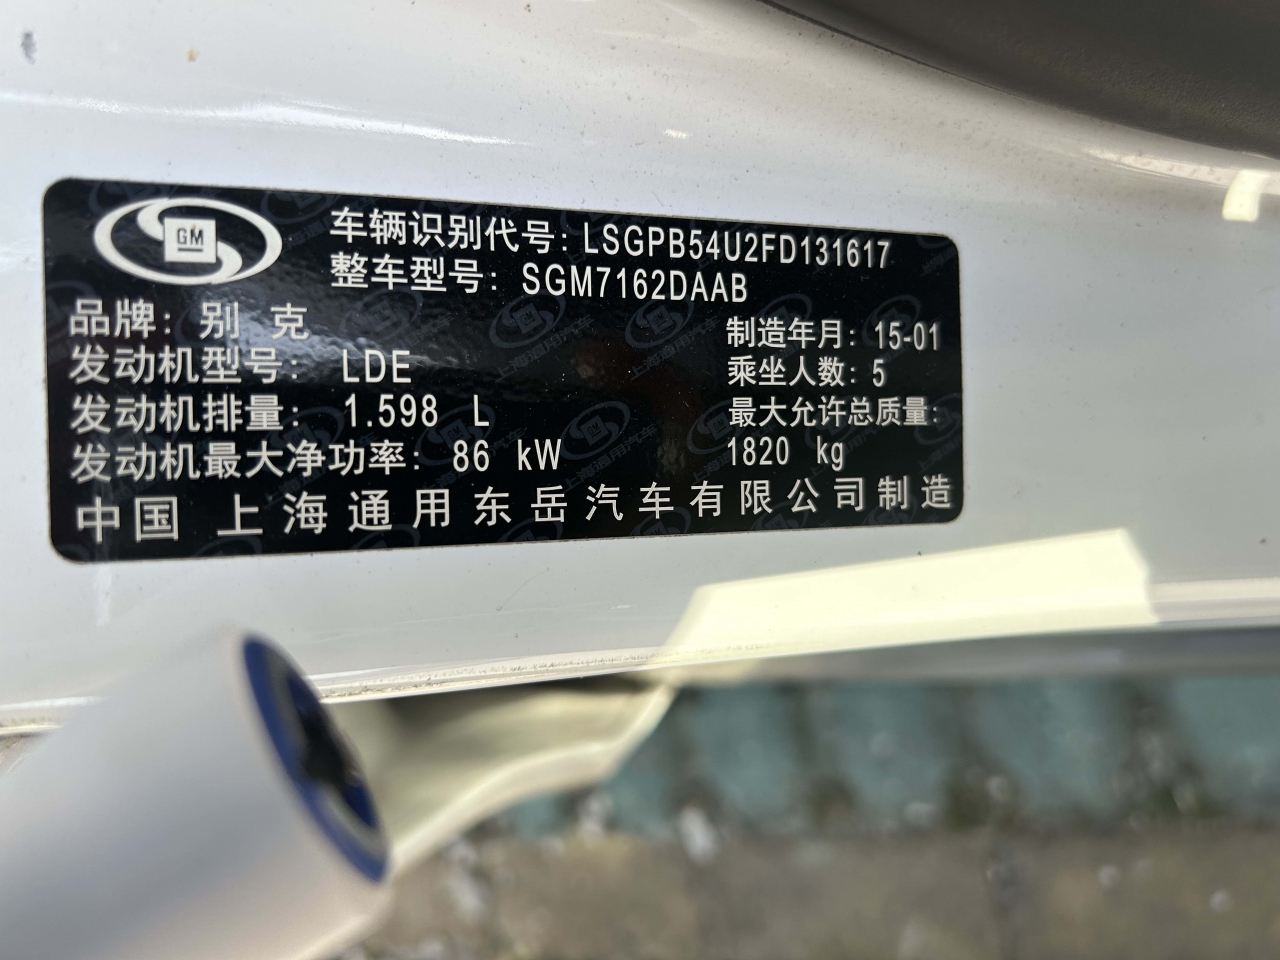 GM
车辆识别代号: LSGPB54U2FD131617
整车型号: SGM7162DAAB
品牌: 别 克
制造年月: 15-01
发动机型号: LDE
乘坐人数: 5
发动机排量: 1.598 L
最大允许总质量:
1820 kg
发动机最大净功率: 86 kW
中国 上海通用东岳汽车有限公司制造